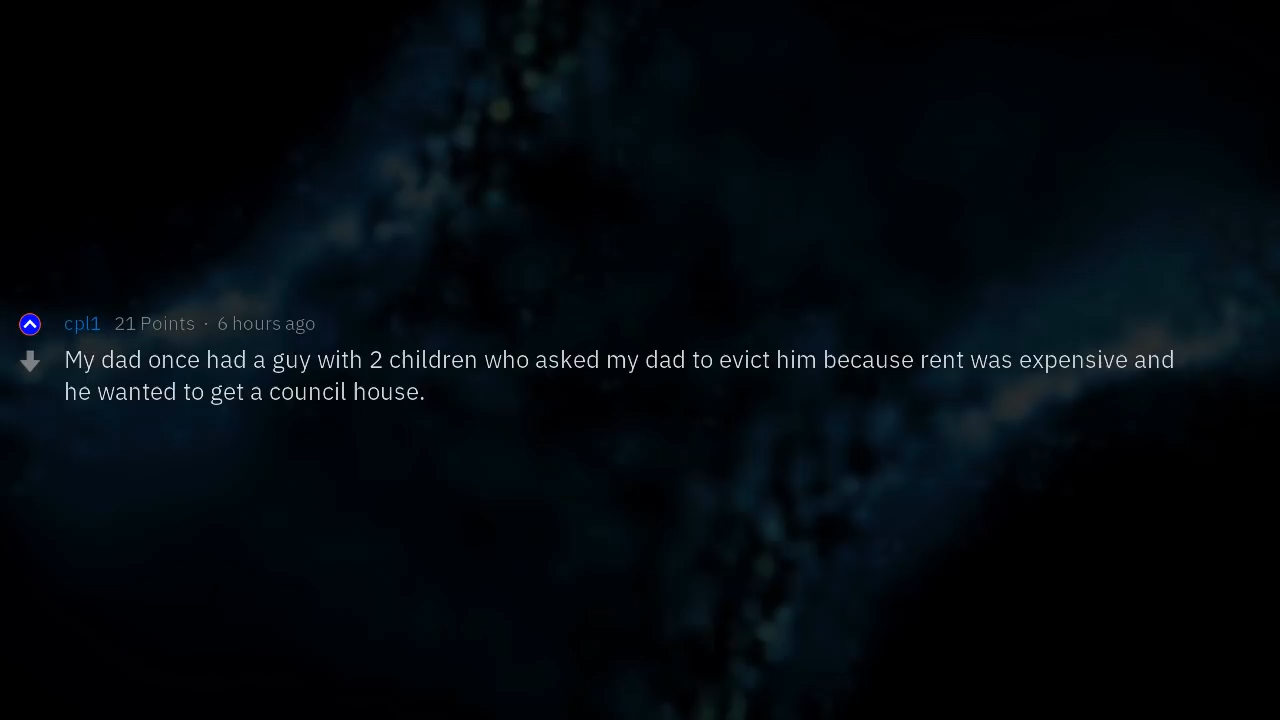 cpl1 21 Points · 6 hours ago
My dad once had a guy with 2 children who asked my dad to evict him because rent was expensive and
he wanted to get a council house.